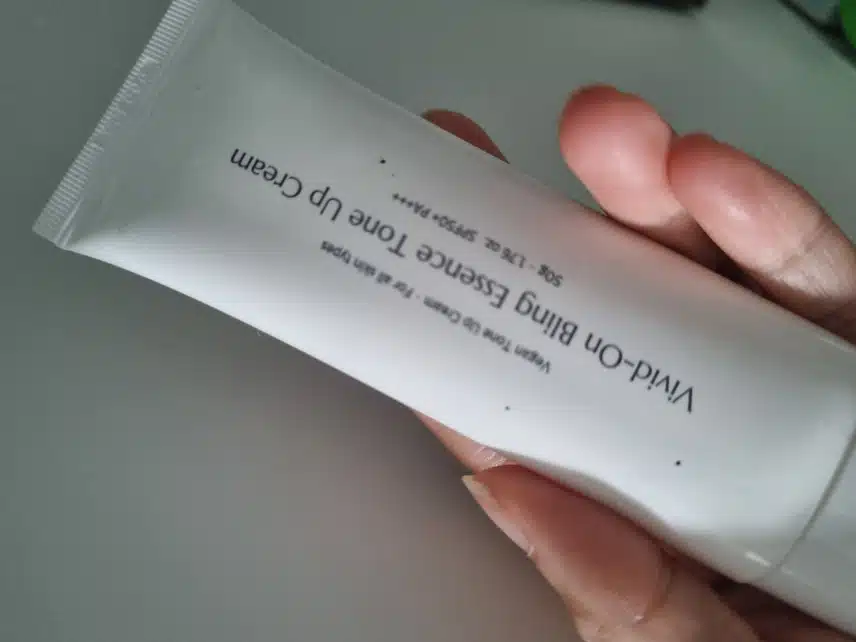 Vegan Tone Up Cream - For all skin types
Vivid-On Bling Essence Tone Up Cream
50g - 1.76 oz. SPF50+ PA+++